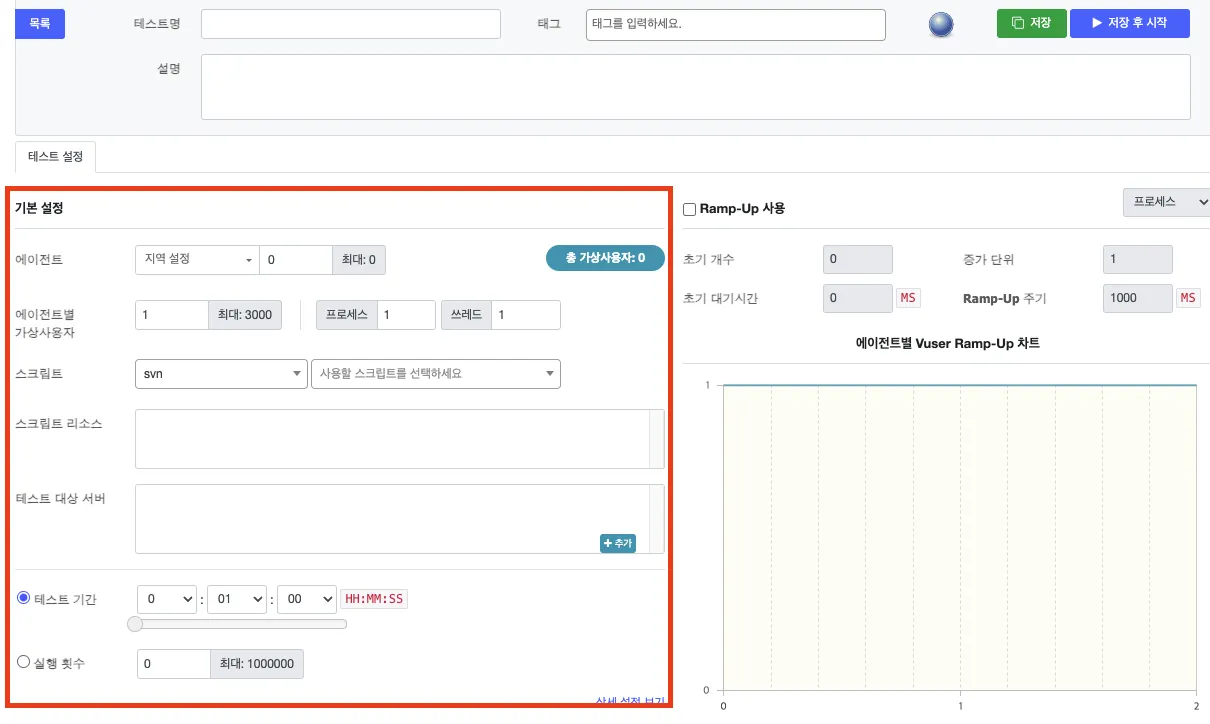 목록 테스트명 태그 태그를 입력하세요. 저장 저장 후 시작
설명
테스트 설정
기본 설정
에이전트 지역 설정 0 최대: 0 총 가상사용자: 0
에이전트별
가상사용자
1 최대: 3000 프로세스 1 쓰레드 1
스크립트 svn 사용할 스크립트를 선택하세요
스크립트 리소스
테스트 대상 서버
+ 추가
테스트 기간 0 : 01 : 00 HH:MM:SS
실행 횟수 0 최대: 1000000
상세 설정 보기
Ramp-Up 사용 프로세스
초기 개수 0 증가 단위 1
초기 대기시간 0 MS Ramp-Up 주기 1000 MS
에이전트별 Vuser Ramp-Up 차트
1
0
0 1 2